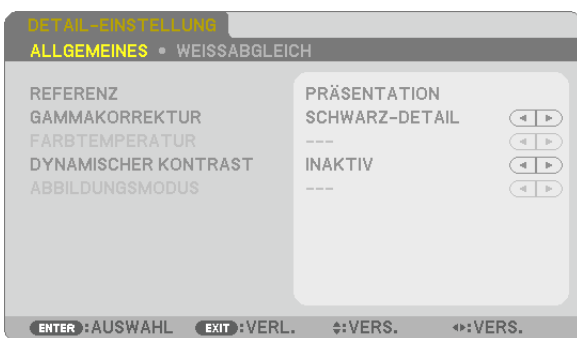 DETAIL-EINSTELLUNG
ALLGEMEINES • WEISSABGLEICH
REFERENZ PRÄSENTATION
GAMMAKORREKTUR SCHWARZ-DETAIL
FARBTEMPERATUR ---
DYNAMISCHER KONTRAST INAKTIV
ABBILDUNGSMODUS ---
ENTER :AUSWAHL EXIT :VERL. :VERS. :VERS.